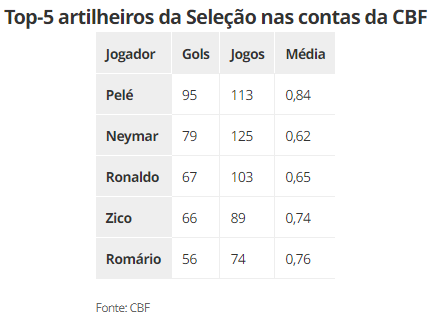 Top-5 artilheiros da Seleção nas contas da CBF
Jogador Gols Jogos Média
Pelé 95 113 0,84
Neymar 79 125 0,62
Ronaldo 67 103 0,65
Zico 66 89 0,74
Romário 56 74 0,76
Fonte: CBF